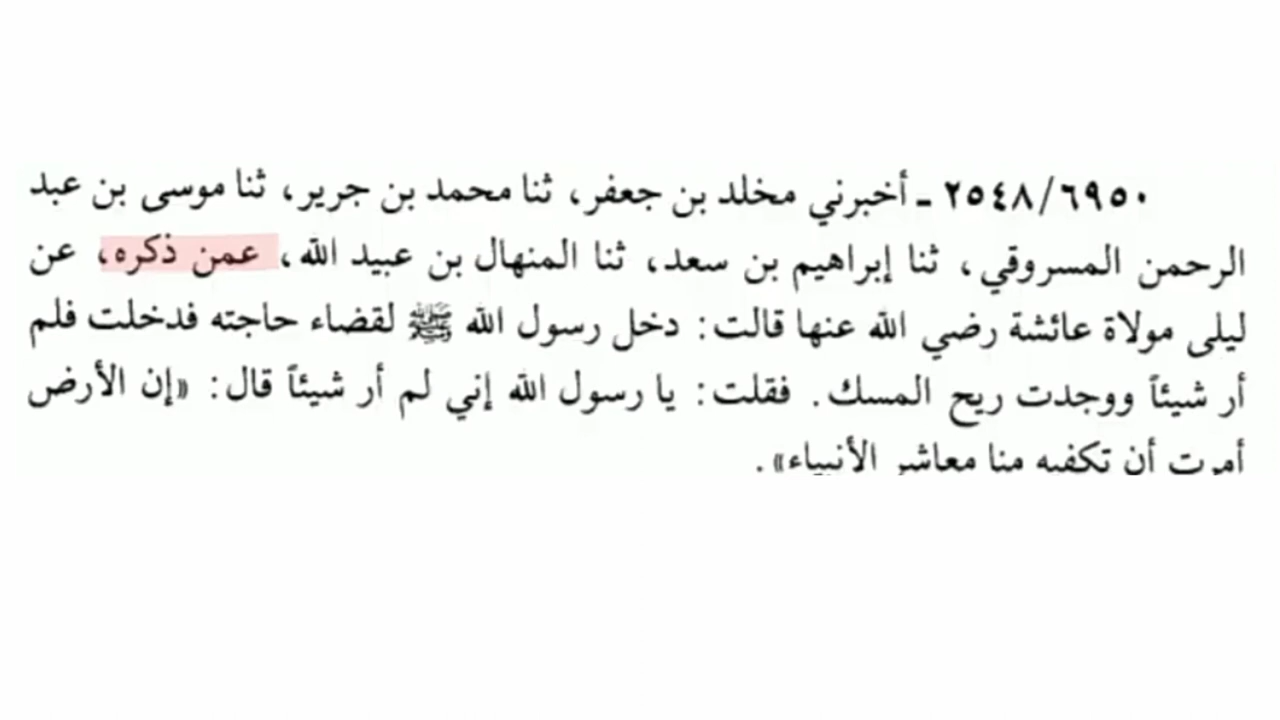 ٢٥٤٨/٦٩٥٠ - أخبرني مخلد بن جعفر، ثنا محمد بن جرير، ثنا موسى بن عبد
الرحمن المسروقي، ثنا إبراهيم بن سعد، ثنا المنهال بن عبيد الله، عمن ذكره، عن
ليلى مولاة عائشة رضي الله عنها قالت: دخل رسول الله ﷺ لقضاء حاجته فدخلت فلم
أر شيئاً ووجدت ريح المسك. فقلت: يا رسول الله إني لم أر شيئاً قال: «إن الأرض
أمرت أن تكفيه منا معاشر الأنبياء».